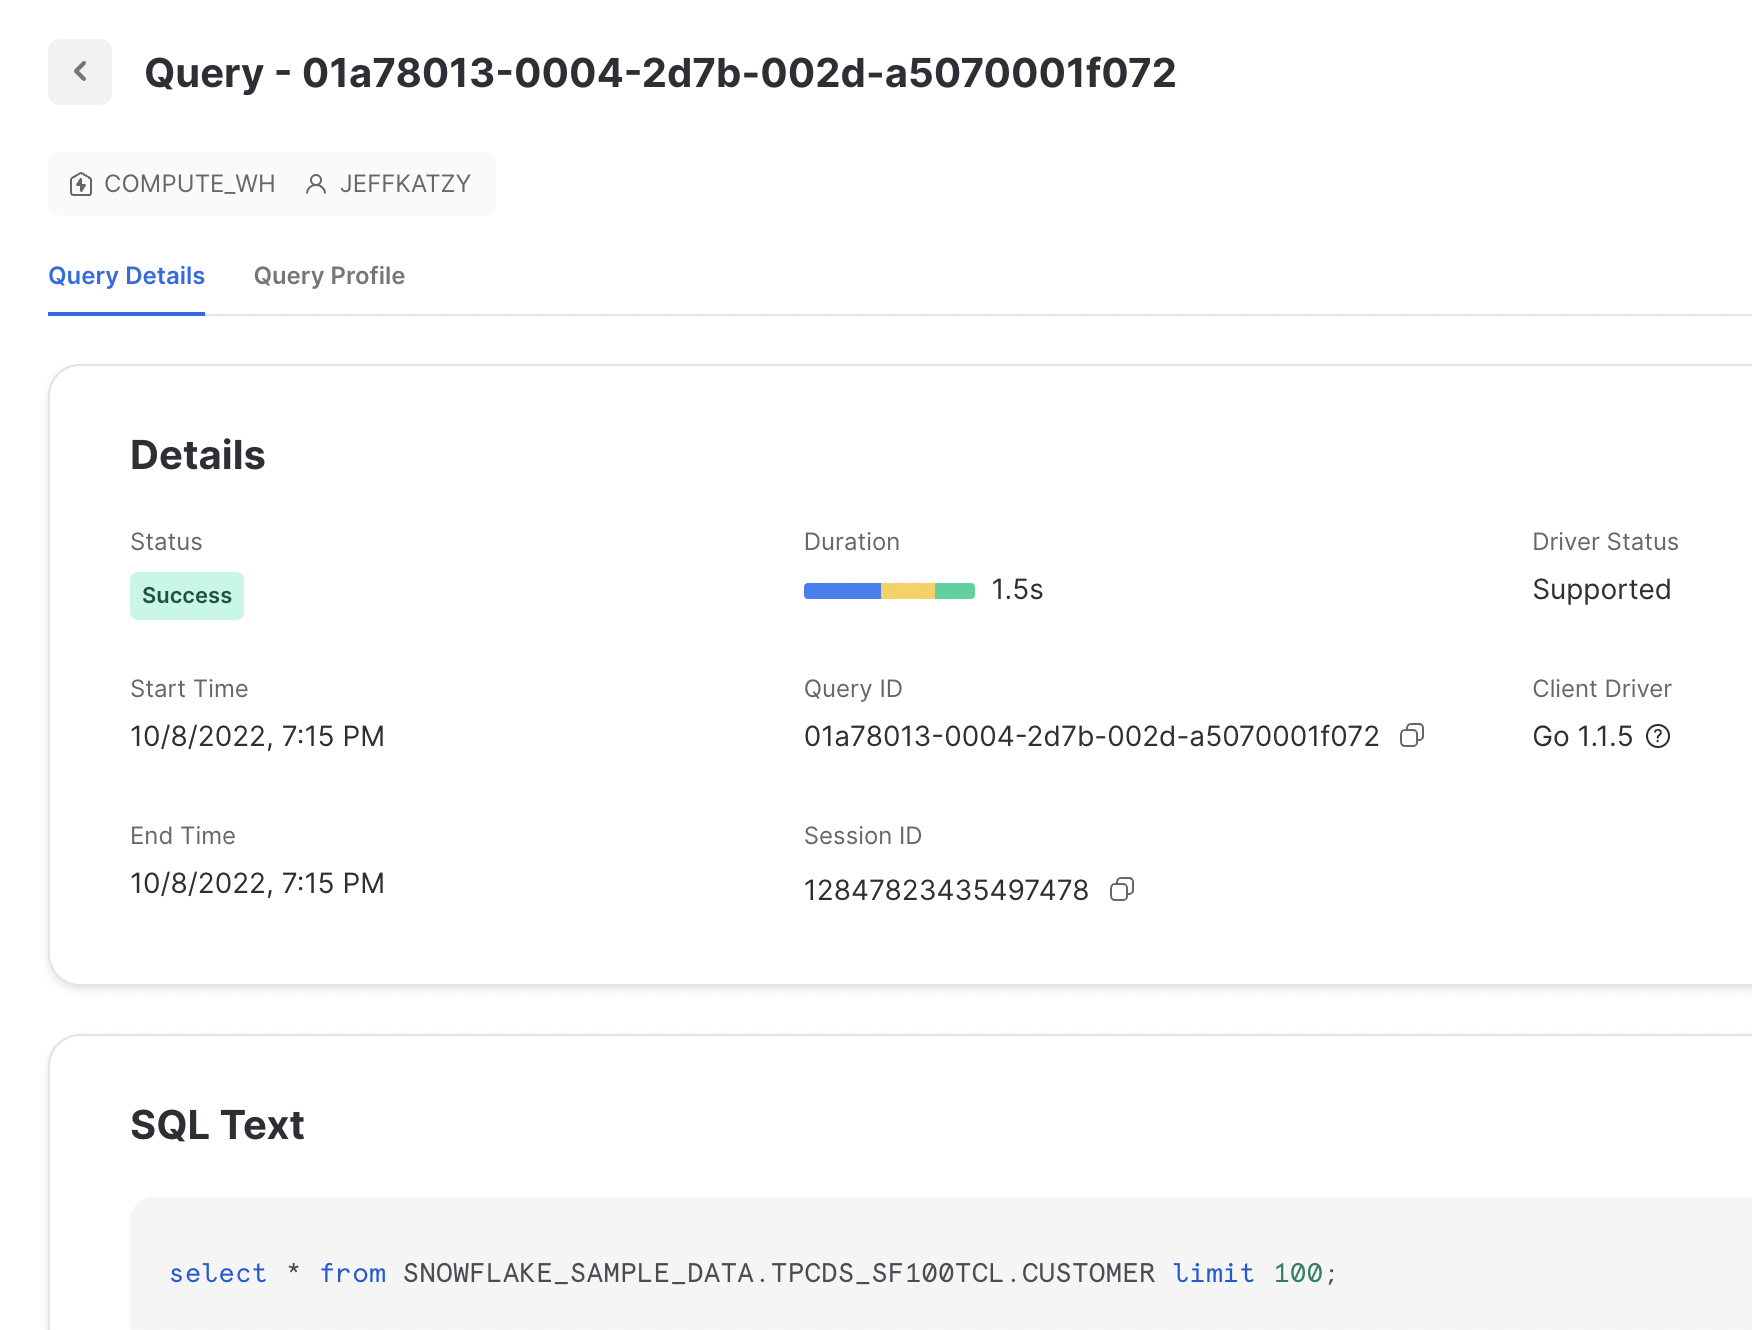 Query - 01a78013-0004-2d7b-002d-a5070001f072
COMPUTE_WH JEFFKATZY
Query Details Query Profile
Details
Status Duration Driver Status
Success 1.5s Supported
Start Time Query ID Client Driver
10/8/2022, 7:15 PM 01a78013-0004-2d7b-002d-a5070001f072 Go 1.1.5
End Time Session ID
10/8/2022, 7:15 PM 12847823435497478
SQL Text
select * from SNOWFLAKE_SAMPLE_DATA.TPCDS_SF100TCL.CUSTOMER limit 100;